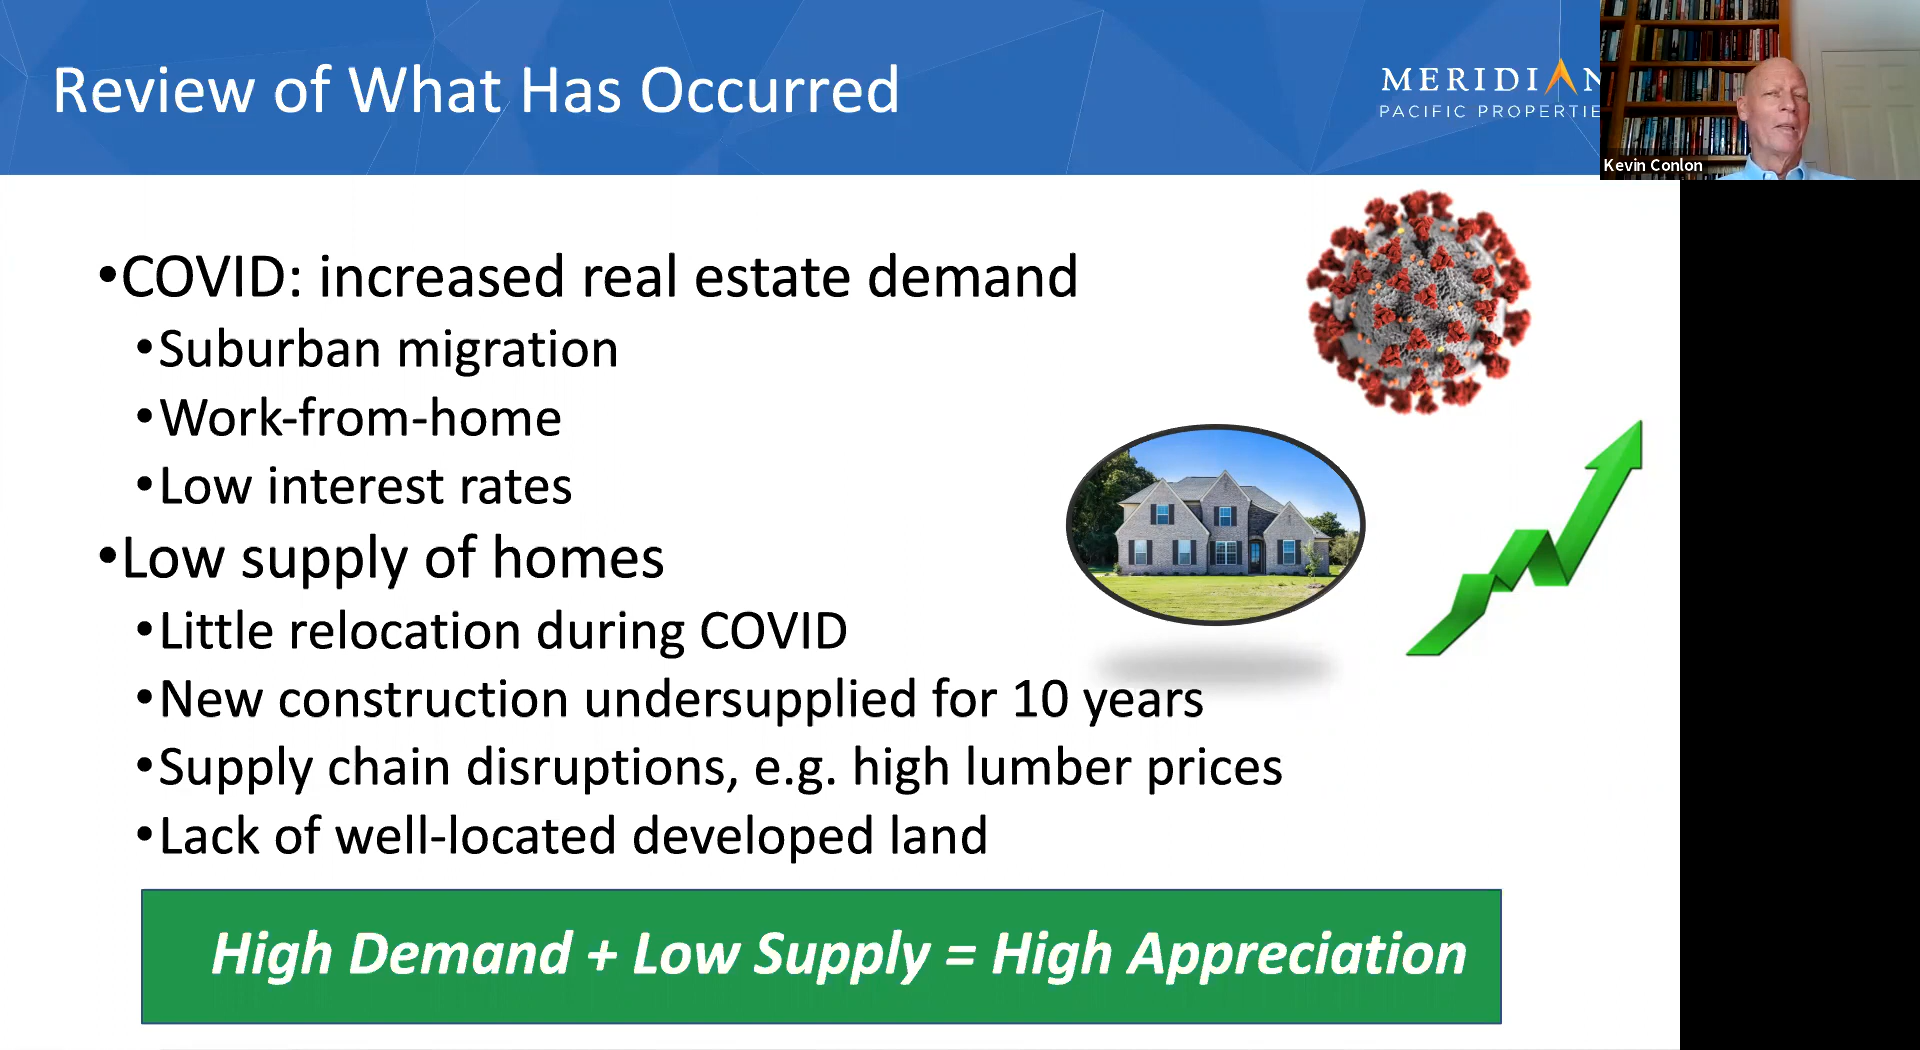 Review of What Has Occurred
MERIDIAN
PACIFIC PROPERTIE
Kevin Conlon
•COVID: increased real estate demand
•Suburban migration
•Work-from-home
•Low interest rates
•Low supply of homes
•Little relocation during COVID
•New construction undersupplied for 10 years
•Supply chain disruptions, e.g. high lumber prices
•Lack of well-located developed land
High Demand + Low Supply = High Appreciation